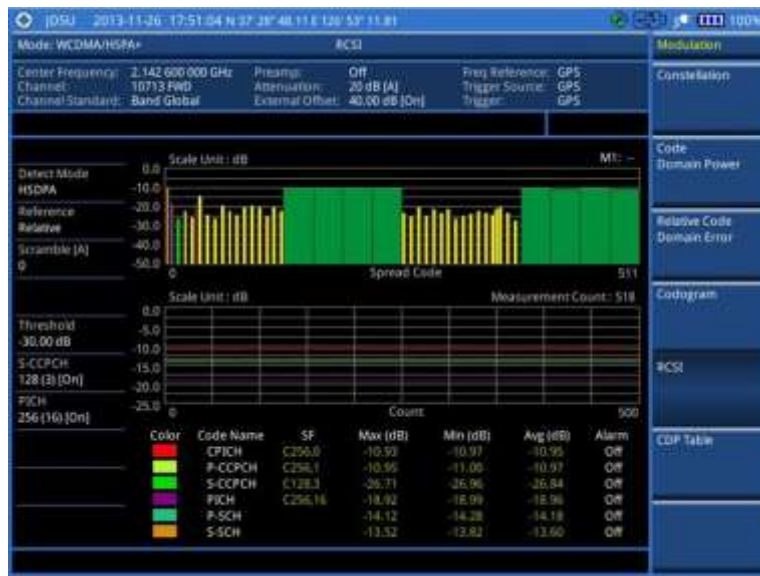 JDSU 2013-11-26 17:51:04 N 37° 28' 48.11 E 126° 53' 11.81 100%
Mode: WCDMA/HSPA+ RCSI Modulation
Center Frequency: 2.142 600 000 GHz Preamp: Off Freq Reference: GPS
Channel: 10713 FWD Attenuation: 20 dB [A] Trigger Source: GPS
Channel Standard: Band Global External Offset: 40.00 dB [On] Trigger: GPS
Constellation
Code
Domain Power
Relative Code
Domain Error
Codogram
RCSI
CDP Table
Detect Mode
HSDPA
Reference
Relative
Scramble [A]
0
Threshold
-30.00 dB
S-CCPCH
128 (3) [On]
PICH
256 (16) [On]
Scale Unit : dB M1: --
0.0
-10.0
-20.0
-30.0
-40.0
-50.0
0 Spread Code 511
Scale Unit : dB Measurement Count : 518
0.0
-5.0
-10.0
-15.0
-20.0
-25.0
0 Count 500
Color Code Name SF Max (dB) Min (dB) Avg (dB) Alarm
CPICH C256,0 -10.93 -10.97 -10.95 Off
P-CCPCH C256,1 -10.95 -11.00 -10.97 Off
S-CCPCH C128,3 -26.71 -26.96 -26.84 Off
PICH C256,16 -18.92 -18.99 -18.96 Off
P-SCH -14.12 -14.28 -14.18 Off
S-SCH -13.52 -13.82 -13.60 Off